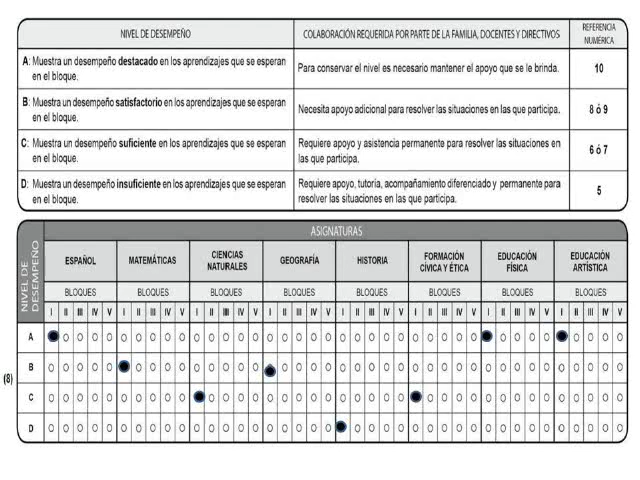 NIVEL DE DESEMPEÑO
COLABORACIÓN REQUERIDA POR PARTE DE LA FAMILIA, DOCENTES Y DIRECTIVOS
REFERENCIA
NUMÉRICA
A: Muestra un desempeño destacado en los aprendizajes que se esperan
en el bloque.
Para conservar el nivel es necesario mantener el apoyo que se le brinda.
10
B: Muestra un desempeño satisfactorio en los aprendizajes que se esperan
en el bloque.
Necesita apoyo adicional para resolver las situaciones en las que participa.
8 ó 9
C: Muestra un desempeño suficiente en los aprendizajes que se esperan
en el bloque.
Requiere apoyo y asistencia permanente para resolver las situaciones en
las que participa.
6 ó 7
D: Muestra un desempeño insuficiente en los aprendizajes que se esperan
en el bloque.
Requiere apoyo, tutoría, acompañamiento diferenciado y permanente para
resolver las situaciones en las que participa.
5
NIVEL DE
DESEMPEÑO
ASIGNATURAS
ESPAÑOL
MATEMÁTICAS
CIENCIAS
NATURALES
GEOGRAFÍA
HISTORIA
FORMACIÓN
CÍVICA Y ÉTICA
EDUCACIÓN
FÍSICA
EDUCACIÓN
ARTÍSTICA
BLOQUES BLOQUES BLOQUES BLOQUES BLOQUES BLOQUES BLOQUES BLOQUES
I II III IV V I II III IV V I II III IV V I II III IV V I II III IV V I II III IV V I II III IV V I II III IV V
A
B
(8)
C
D